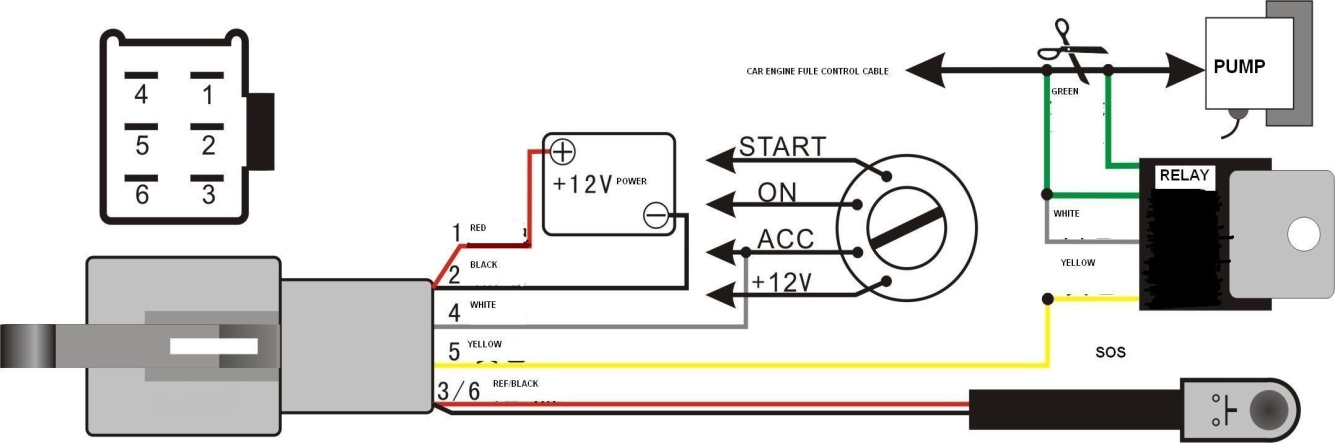 4 1
5 2
6 3
CAR ENGINE FULE CONTROL CABLE
PUMP
GREEN
RELAY
WHITE
YELLOW
+12V POWER
START
ON
ACC
+12V
1 RED
2 BLACK
4 WHITE
5 YELLOW
3/6 REF/BLACK
SOS